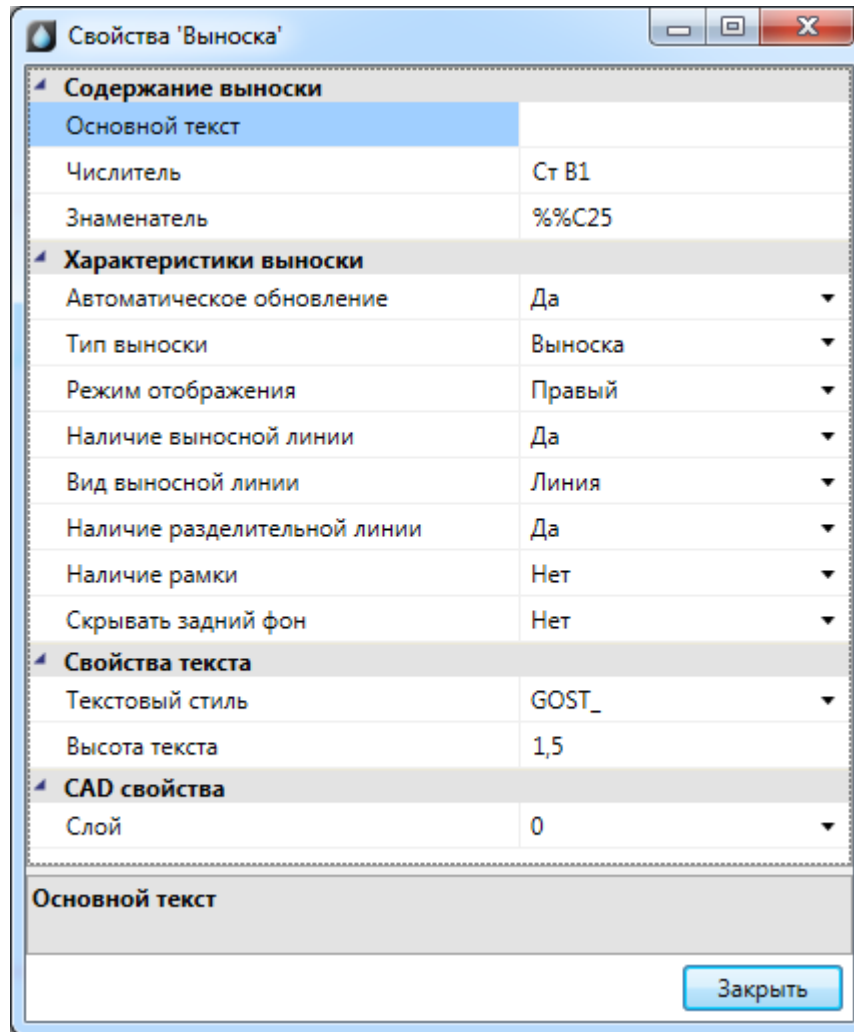 Свойства 'Выноска'
Содержание выноски
Основной текст
Числитель Ст В1
Знаменатель %%C25
Характеристики выноски
Автоматическое обновление Да
Тип выноски Выноска
Режим отображения Правый
Наличие выносной линии Да
Вид выносной линии Линия
Наличие разделительной линии Да
Наличие рамки Нет
Скрывать задний фон Нет
Свойства текста
Текстовый стиль GOST_
Высота текста 1,5
CAD свойства
Слой 0
Основной текст
Закрыть